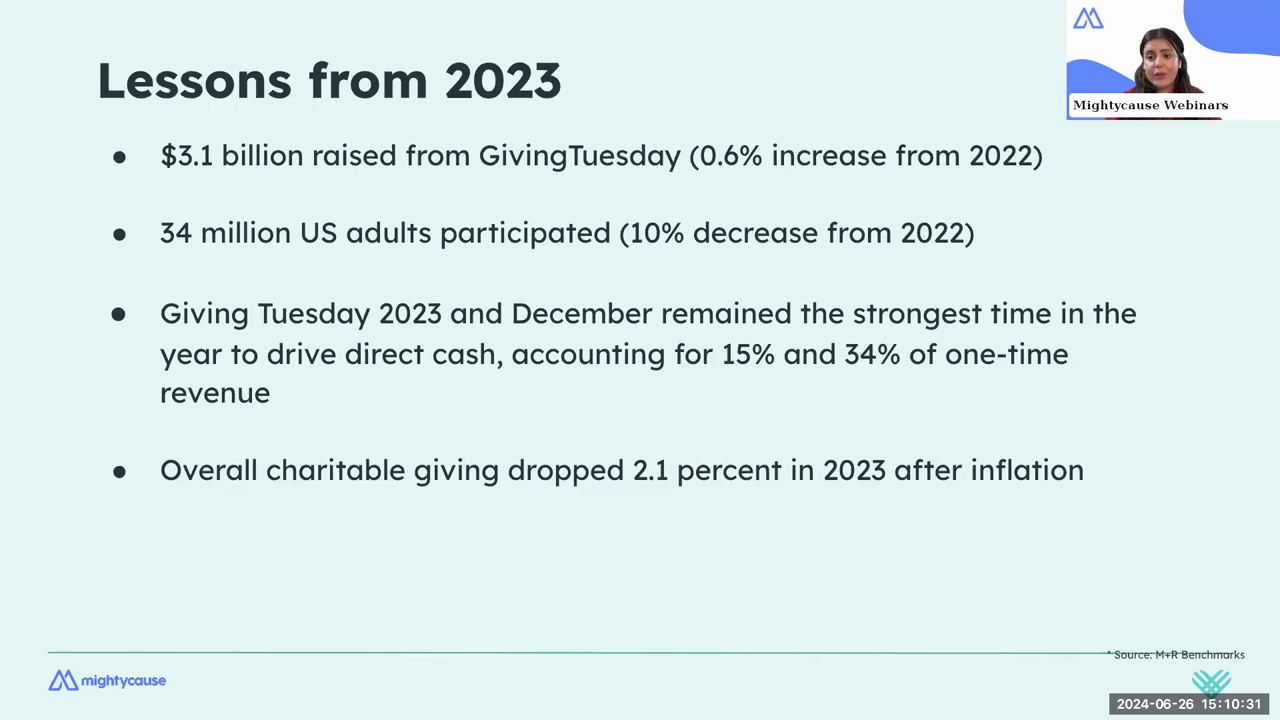 Lessons from 2023
Mightycause Webinars
● $3.1 billion raised from GivingTuesday (0.6% increase from 2022)
● 34 million US adults participated (10% decrease from 2022)
● Giving Tuesday 2023 and December remained the strongest time in the
year to drive direct cash, accounting for 15% and 34% of one-time
revenue
● Overall charitable giving dropped 2.1 percent in 2023 after inflation
* Source: M+R Benchmarks
mightycause
2024-06-26 15:10:31